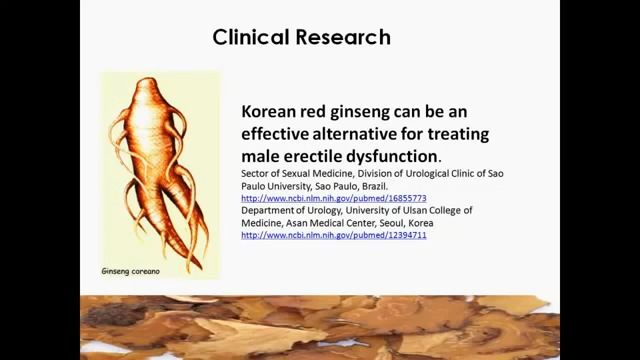 Clinical Research
Korean red ginseng can be an
effective alternative for treating
male erectile dysfunction.
Sector of Sexual Medicine, Division of Urological Clinic of Sao
Paulo University, Sao Paulo, Brazil.
http://www.ncbi.nlm.nih.gov/pubmed/16855773
Department of Urology, University of Ulsan College of
Medicine, Asan Medical Center, Seoul, Korea
http://www.ncbi.nlm.nih.gov/pubmed/12394711
Ginseng coreano